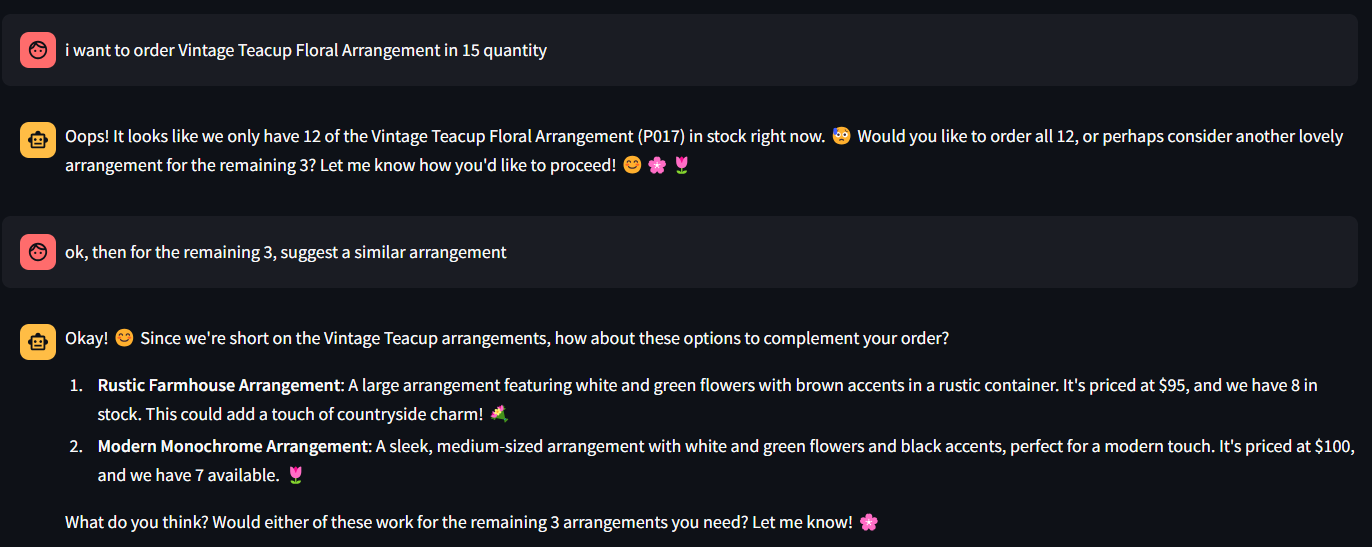 i want to order Vintage Teacup Floral Arrangement in 15 quantity
Oops! It looks like we only have 12 of the Vintage Teacup Floral Arrangement (P017) in stock right now. 😰 Would you like to order all 12, or perhaps consider another lovely
arrangement for the remaining 3? Let me know how you'd like to proceed! 😊 🌸 🌷
ok, then for the remaining 3, suggest a similar arrangement
Okay! 😊 Since we're short on the Vintage Teacup arrangements, how about these options to complement your order?
1. Rustic Farmhouse Arrangement: A large arrangement featuring white and green flowers with brown accents in a rustic container. It's priced at $95, and we have 8 in
stock. This could add a touch of countryside charm! 💐
2. Modern Monochrome Arrangement: A sleek, medium-sized arrangement with white and green flowers and black accents, perfect for a modern touch. It's priced at $100,
and we have 7 available. 🌷
What do you think? Would either of these work for the remaining 3 arrangements you need? Let me know! 🌸